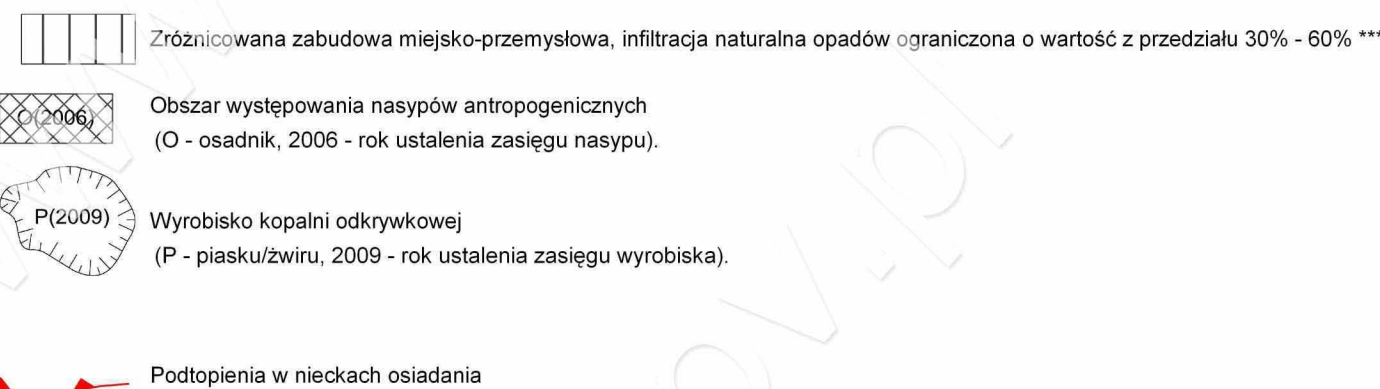 Zróżnicowana zabudowa miejsko-przemysłowa, infiltracja naturalna opadów ograniczona o wartość z przedziału 30% - 60% ***
O(2006)
Obszar występowania nasypów antropogenicznych
(O - osadnik, 2006 - rok ustalenia zasięgu nasypu).
P(2009)
Wyrobisko kopalni odkrywkowej
(P - piasku/żwiru, 2009 - rok ustalenia zasięgu wyrobiska).
Podtopienia w nieckach osiadania